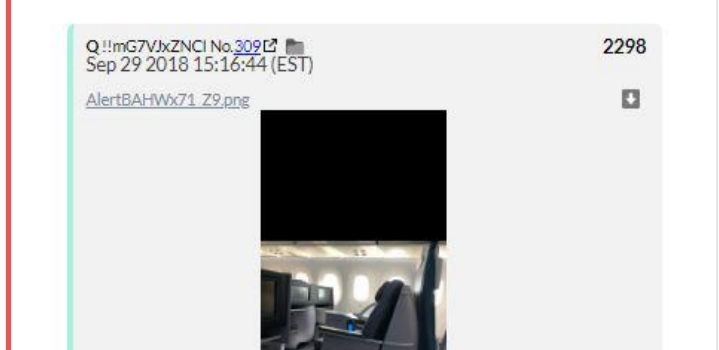 Q !!mG7VJxZNCI No.309
2298
Sep 29 2018 15:16:44 (EST)
AlertBAHWx71_Z9.png